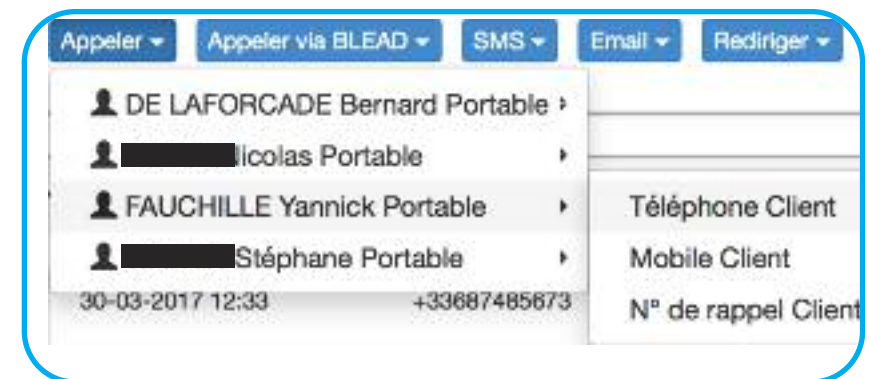 Appeler Appeler via BLEAD SMS Email Rediriger
DE LAFORCADE Bernard Portable
icolas Portable
FAUCHILLE Yannick Portable
Téléphone Client
Stéphane Portable
Mobile Client
30-03-2017 12:33 +33687485673
N° de rappel Client